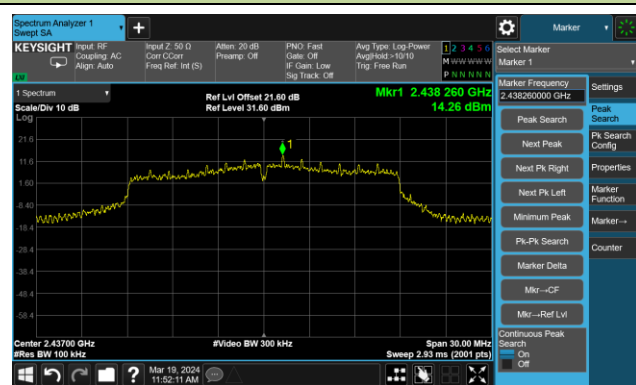 Spectrum Analyzer 1
Swept SA
+
Marker
KEYSIGHT
Input: RF
Coupling: AC
Align: Auto
Input Z: 50 Ω
Corr CCorr
Freq Ref: Int (S)
Atten: 20 dB
Preamp: Off
PNO: Fast
Gate: Off
IF Gain: Low
Sig Track: Off
Avg Type: Log-Power
Avg|Hold:>10/10
Trig: Free Run
1 2 3 4 5 6
M W W W W W
P N N N N N
Select Marker
Marker 1
LW
1 Spectrum
Scale/Div 10 dB
Log
Ref Lvl Offset 21.60 dB
Ref Level 31.60 dBm
Mkr1 2.438 260 GHz
14.26 dBm
21.6
11.6
1.60
-8.40
-18.4
-28.4
-38.4
-48.4
-58.4
1
Center 2.43700 GHz
#Res BW 100 kHz
#Video BW 300 kHz
Span 30.00 MHz
Sweep 2.93 ms (2001 pts)
Marker Frequency
2.438260000 GHz
Peak Search
Next Peak
Next Pk Right
Next Pk Left
Minimum Peak
Pk-Pk Search
Marker Delta
Mkr→CF
Mkr→Ref Lvl
Continuous Peak
Search
On
Off
Settings
Peak
Search
Pk Search
Config
Properties
Marker
Function
Marker→
Counter
?
Mar 19, 2024
11:52:11 AM